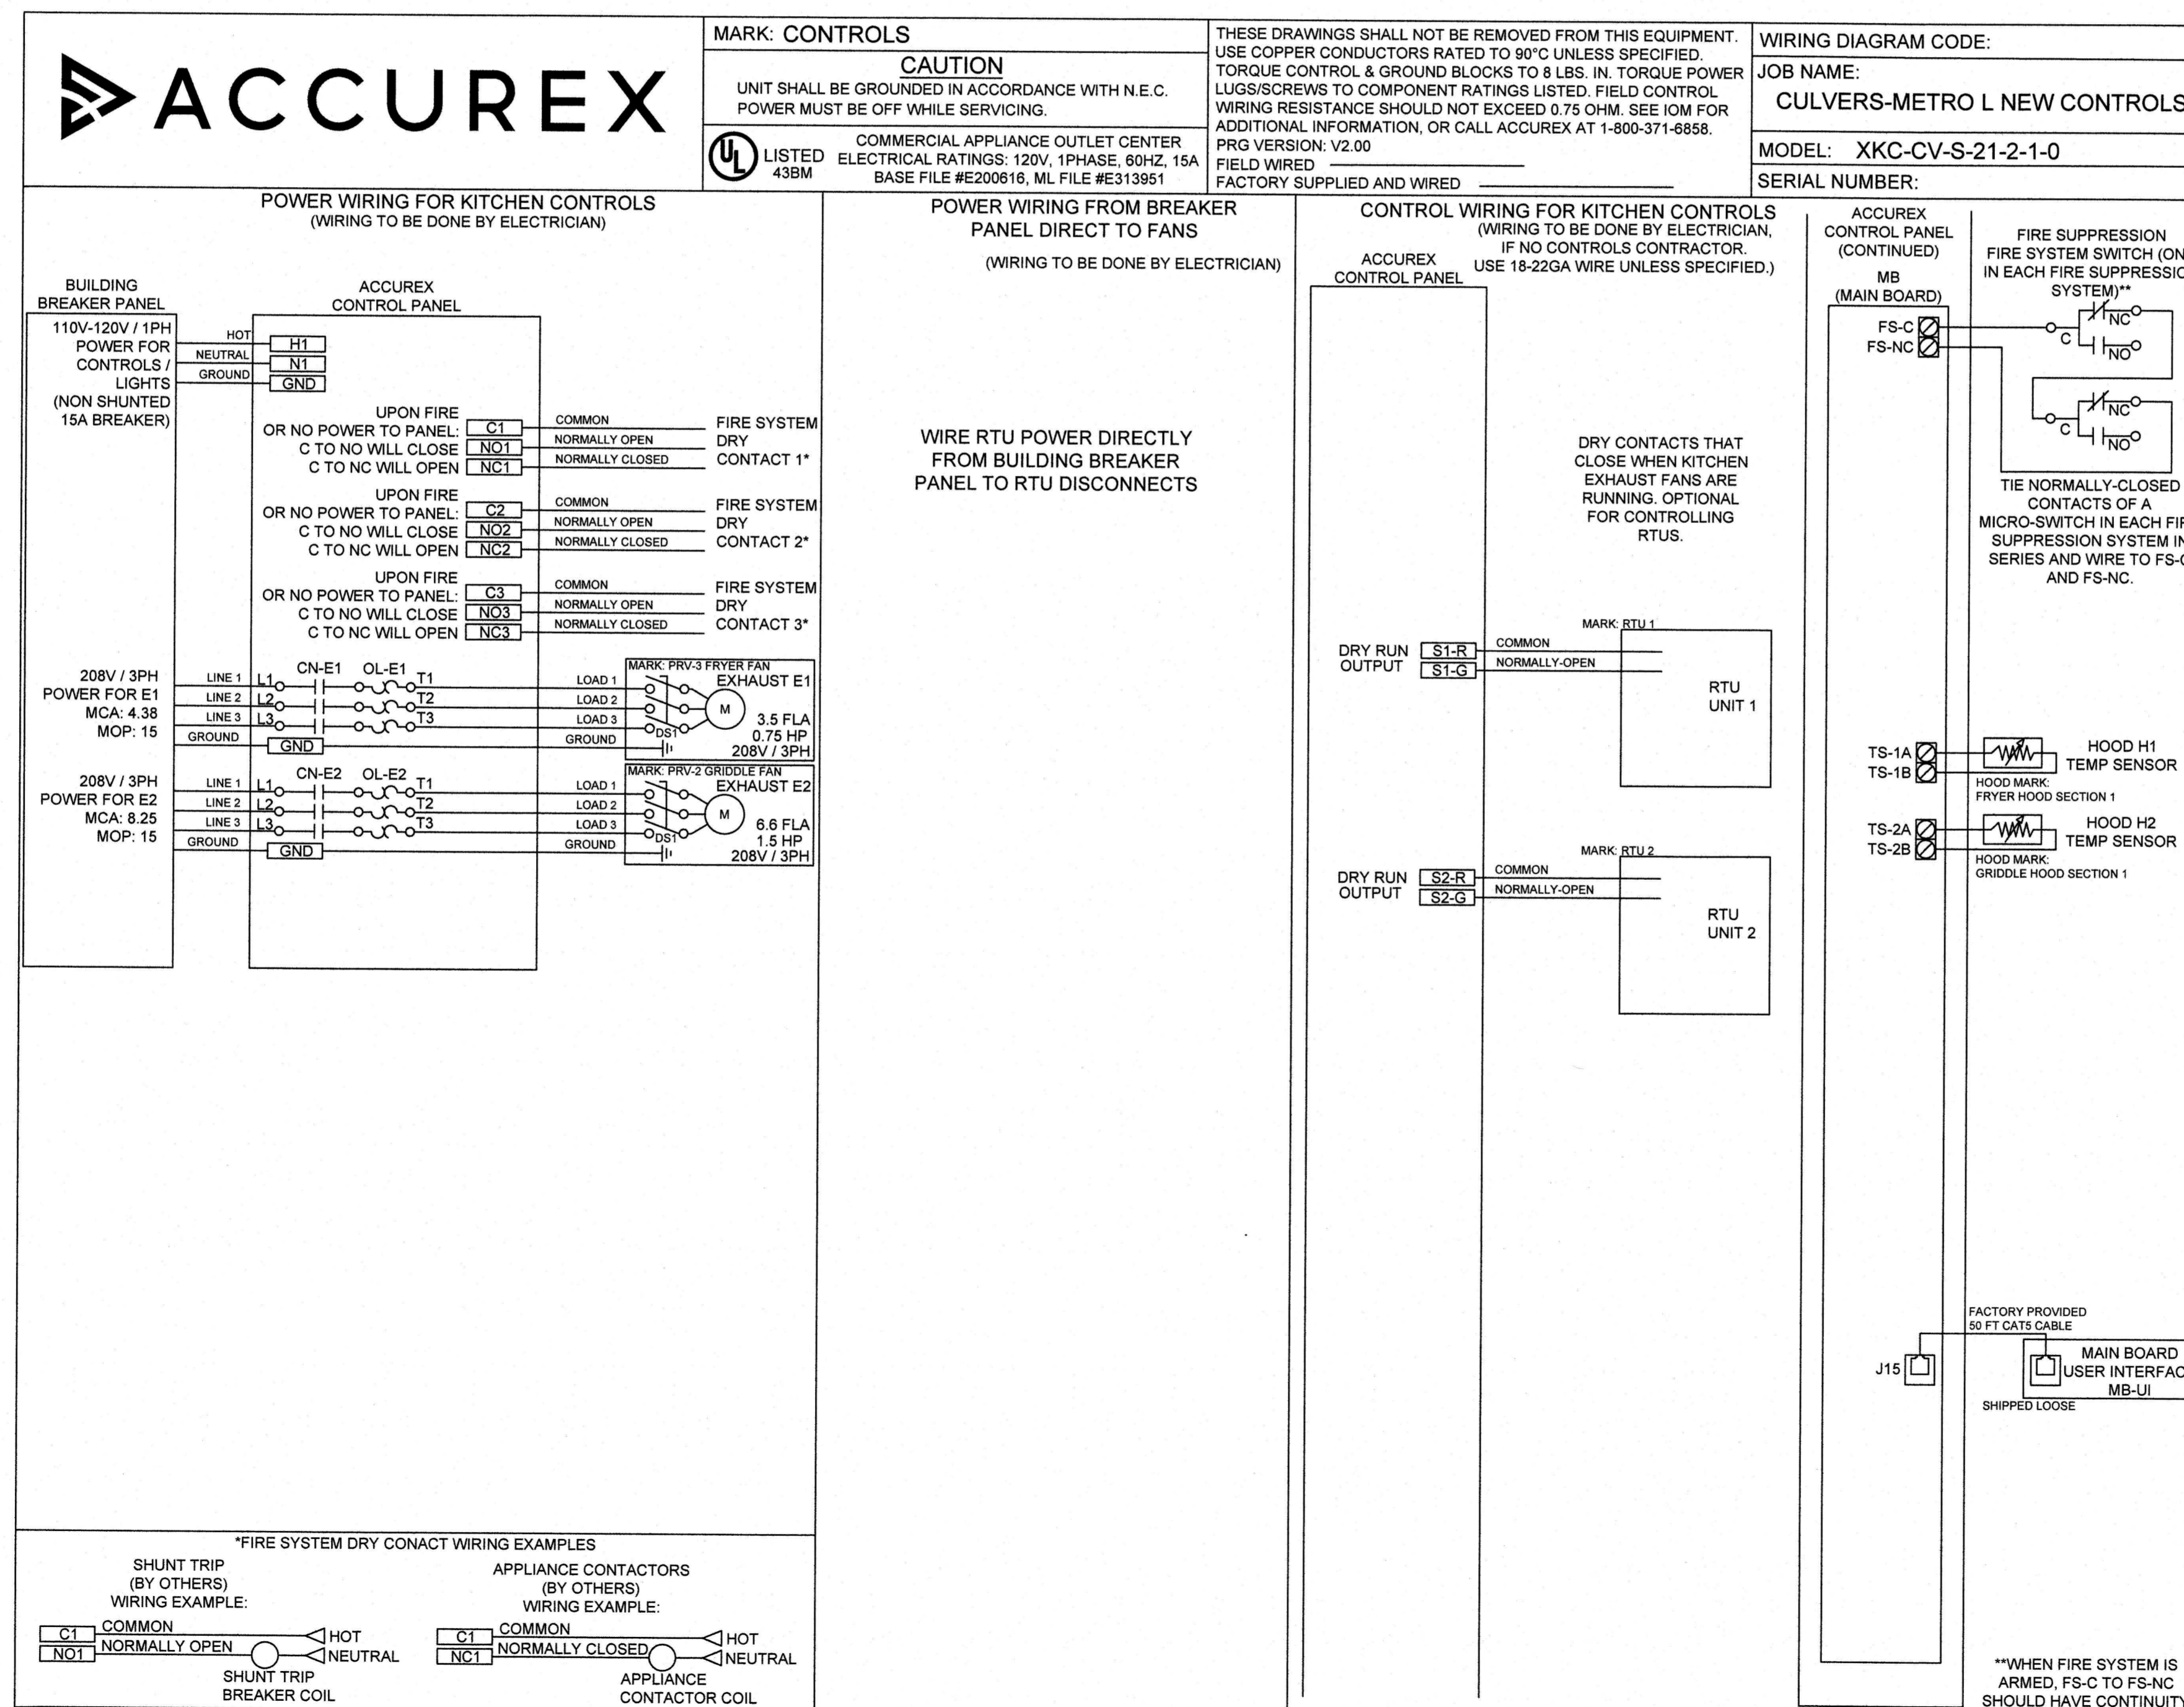 ACCUREX
MARK: CONTROLS
CAUTION
UNIT SHALL BE GROUNDED IN ACCORDANCE WITH N.E.C.
POWER MUST BE OFF WHILE SERVICING.
UL
LISTED
43BM
COMMERCIAL APPLIANCE OUTLET CENTER
ELECTRICAL RATINGS: 120V, 1PHASE, 60HZ, 15A
BASE FILE #E200616, ML FILE #E313951
THESE DRAWINGS SHALL NOT BE REMOVED FROM THIS EQUIPMENT.
USE COPPER CONDUCTORS RATED TO 90°C UNLESS SPECIFIED.
TORQUE CONTROL & GROUND BLOCKS TO 8 LBS. IN. TORQUE POWER
LUGS/SCREWS TO COMPONENT RATINGS LISTED. FIELD CONTROL
WIRING RESISTANCE SHOULD NOT EXCEED 0.75 OHM. SEE IOM FOR
ADDITIONAL INFORMATION, OR CALL ACCUREX AT 1-800-371-6858.
PRG VERSION: V2.00
FIELD WIRED
FACTORY SUPPLIED AND WIRED
WIRING DIAGRAM CODE:
JOB NAME:
CULVERS-METRO L NEW CONTROLS
MODEL: XKC-CV-S-21-2-1-0
SERIAL NUMBER:
POWER WIRING FOR KITCHEN CONTROLS
(WIRING TO BE DONE BY ELECTRICIAN)
BUILDING
BREAKER PANEL
ACCUREX
CONTROL PANEL
110V-120V / 1PH
POWER FOR
CONTROLS /
LIGHTS
(NON SHUNTED
15A BREAKER)
HOT
H1
NEUTRAL
N1
GROUND
GND
UPON FIRE
OR NO POWER TO PANEL:
C TO NO WILL CLOSE
C TO NC WILL OPEN
C1
NO1
NC1
COMMON
NORMALLY OPEN
NORMALLY CLOSED
FIRE SYSTEM
DRY
CONTACT 1*
UPON FIRE
OR NO POWER TO PANEL:
C TO NO WILL CLOSE
C TO NC WILL OPEN
C2
NO2
NC2
COMMON
NORMALLY OPEN
NORMALLY CLOSED
FIRE SYSTEM
DRY
CONTACT 2*
UPON FIRE
OR NO POWER TO PANEL:
C TO NO WILL CLOSE
C TO NC WILL OPEN
C3
NO3
NC3
COMMON
NORMALLY OPEN
NORMALLY CLOSED
FIRE SYSTEM
DRY
CONTACT 3*
208V / 3PH
POWER FOR E1
MCA: 4.38
MOP: 15
LINE 1
LINE 2
LINE 3
GROUND
L1
L2
L3
GND
CN-E1
OL-E1
T1
T2
T3
LOAD 1
LOAD 2
LOAD 3
GROUND
MARK: PRV-3 FRYER FAN
EXHAUST E1
M
DS1
3.5 FLA
0.75 HP
208V / 3PH
208V / 3PH
POWER FOR E2
MCA: 8.25
MOP: 15
LINE 1
LINE 2
LINE 3
GROUND
L1
L2
L3
GND
CN-E2
OL-E2
T1
T2
T3
LOAD 1
LOAD 2
LOAD 3
GROUND
MARK: PRV-2 GRIDDLE FAN
EXHAUST E2
M
DS1
6.6 FLA
1.5 HP
208V / 3PH
*FIRE SYSTEM DRY CONACT WIRING EXAMPLES
SHUNT TRIP
(BY OTHERS)
WIRING EXAMPLE:
C1
COMMON
HOT
NO1
NORMALLY OPEN
NEUTRAL
SHUNT TRIP
BREAKER COIL
APPLIANCE CONTACTORS
(BY OTHERS)
WIRING EXAMPLE:
C1
COMMON
HOT
NC1
NORMALLY CLOSED
NEUTRAL
APPLIANCE
CONTACTOR COIL
POWER WIRING FROM BREAKER
PANEL DIRECT TO FANS
(WIRING TO BE DONE BY ELECTRICIAN)
WIRE RTU POWER DIRECTLY
FROM BUILDING BREAKER
PANEL TO RTU DISCONNECTS
CONTROL WIRING FOR KITCHEN CONTROLS
(WIRING TO BE DONE BY ELECTRICIAN,
IF NO CONTROLS CONTRACTOR.
USE 18-22GA WIRE UNLESS SPECIFIED.)
ACCUREX
CONTROL PANEL
DRY CONTACTS THAT
CLOSE WHEN KITCHEN
EXHAUST FANS ARE
RUNNING. OPTIONAL
FOR CONTROLLING
RTUS.
DRY RUN
OUTPUT
S1-R
S1-G
COMMON
NORMALLY-OPEN
MARK: RTU 1
RTU
UNIT 1
DRY RUN
OUTPUT
S2-R
S2-G
COMMON
NORMALLY-OPEN
MARK: RTU 2
RTU
UNIT 2
ACCUREX
CONTROL PANEL
(CONTINUED)
MB
(MAIN BOARD)
FS-C
FS-NC
FIRE SUPPRESSION
FIRE SYSTEM SWITCH (ON
IN EACH FIRE SUPPRESSIO
SYSTEM)**
C
NC
NO
C
NC
NO
TIE NORMALLY-CLOSED
CONTACTS OF A
MICRO-SWITCH IN EACH FIR
SUPPRESSION SYSTEM IN
SERIES AND WIRE TO FS-C
AND FS-NC.
TS-1A
TS-1B
HOOD H1
TEMP SENSOR
HOOD MARK:
FRYER HOOD SECTION 1
TS-2A
TS-2B
HOOD H2
TEMP SENSOR
HOOD MARK:
GRIDDLE HOOD SECTION 1
FACTORY PROVIDED
50 FT CAT5 CABLE
J15
MAIN BOARD
USER INTERFAC
MB-UI
SHIPPED LOOSE
**WHEN FIRE SYSTEM IS
ARMED, FS-C TO FS-NC
SHOULD HAVE CONTINUITY